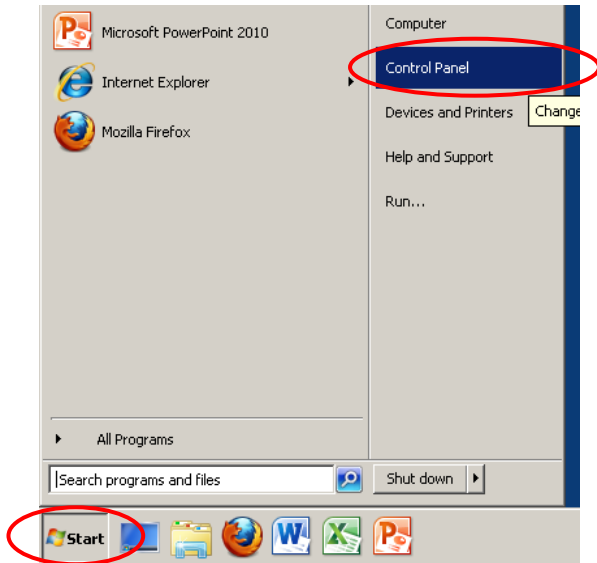 Microsoft PowerPoint 2010
Internet Explorer
Mozilla Firefox
All Programs
Search programs and files
Computer
Control Panel
Devices and Printers
Change
Help and Support
Run...
Shut down
Start